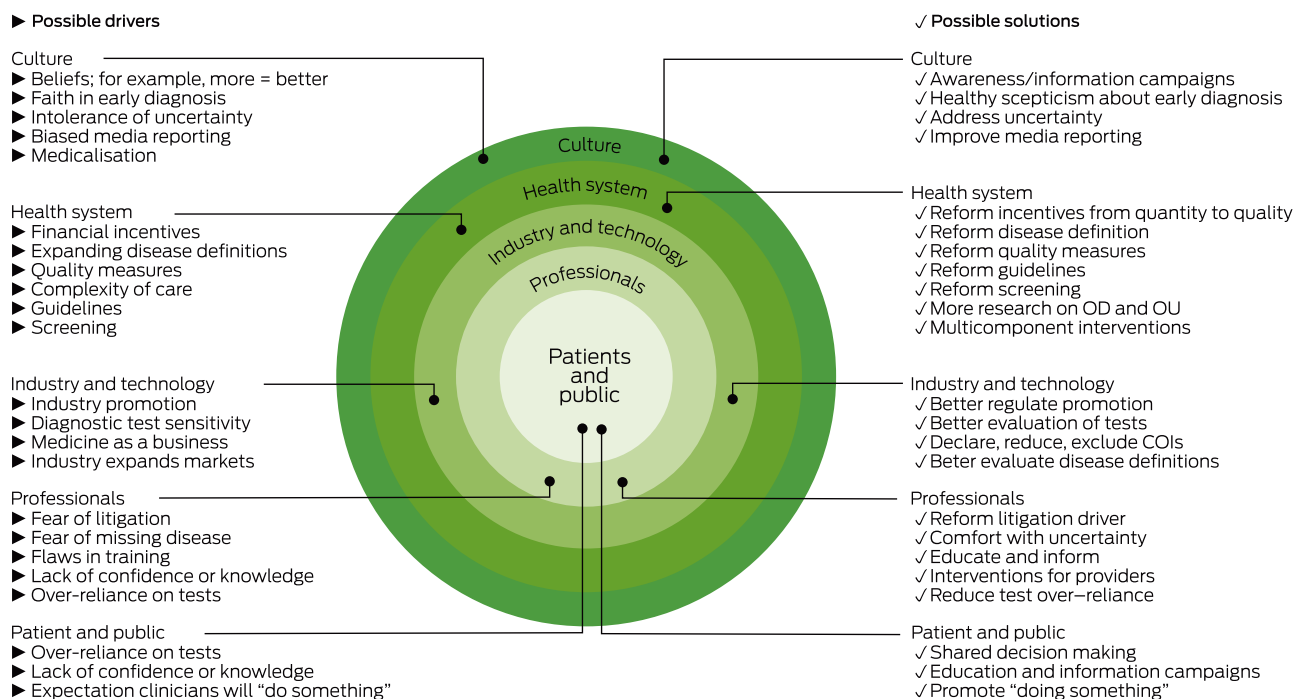 ▶ Possible drivers
Culture
▶ Beliefs; for example, more = better
▶ Faith in early diagnosis
▶ Intolerance of uncertainty
▶ Biased media reporting
▶ Medicalisation
Health system
▶ Financial incentives
▶ Expanding disease definitions
▶ Quality measures
▶ Complexity of care
▶ Guidelines
▶ Screening
Industry and technology
▶ Industry promotion
▶ Diagnostic test sensitivity
▶ Medicine as a business
▶ Industry expands markets
Professionals
▶ Fear of litigation
▶ Fear of missing disease
▶ Flaws in training
▶ Lack of confidence or knowledge
▶ Over-reliance on tests
Patient and public
▶ Over-reliance on tests
▶ Lack of confidence or knowledge
▶ Expectation clinicians will “do something”
Culture
Health system
Industry and technology
Professionals
Patients
and
public
✓ Possible solutions
Culture
✓ Awareness/information campaigns
✓ Healthy scepticism about early diagnosis
✓ Address uncertainty
✓ Improve media reporting
Health system
✓ Reform incentives from quantity to quality
✓ Reform disease definition
✓ Reform quality measures
✓ Reform guidelines
✓ Reform screening
✓ More research on OD and OU
✓ Multicomponent interventions
Industry and technology
✓ Better regulate promotion
✓ Better evaluation of tests
✓ Declare, reduce, exclude COIs
✓ Beter evaluate disease definitions
Professionals
✓ Reform litigation driver
✓ Comfort with uncertainty
✓ Educate and inform
✓ Interventions for providers
✓ Reduce test over–reliance
Patient and public
✓ Shared decision making
✓ Education and information campaigns
✓ Promote “doing something”